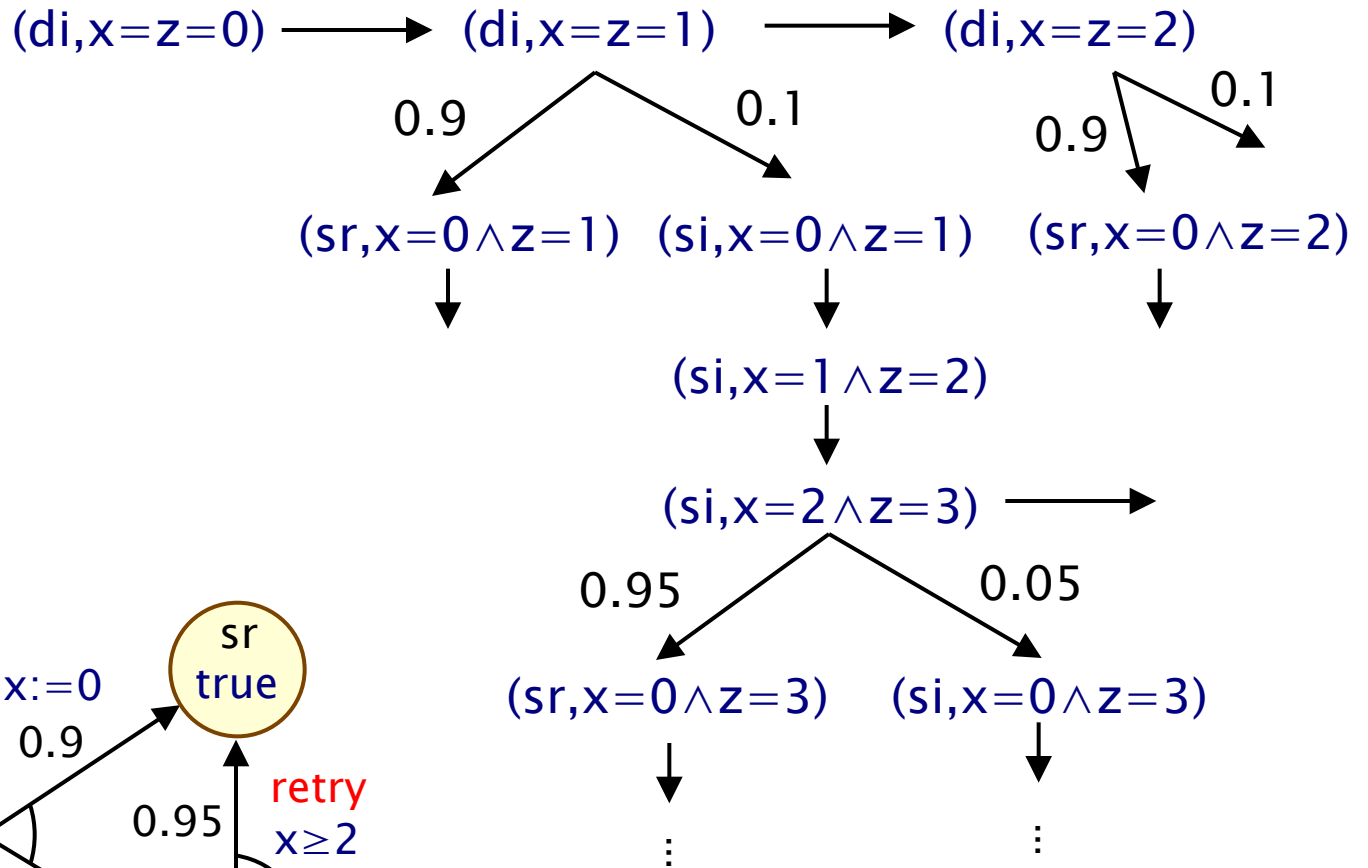 (di,x=z=0) (di,x=z=1) (di,x=z=2)
0.9 0.1 0.9 0.1
(sr,x=0∧z=1) (si,x=0∧z=1) (sr,x=0∧z=2)
(si,x=1∧z=2)
(si,x=2∧z=3)
0.95 0.05
(sr,x=0∧z=3) (si,x=0∧z=3)
⋮ ⋮
sr
true
x:=0
0.9
retry
0.95
x≥2